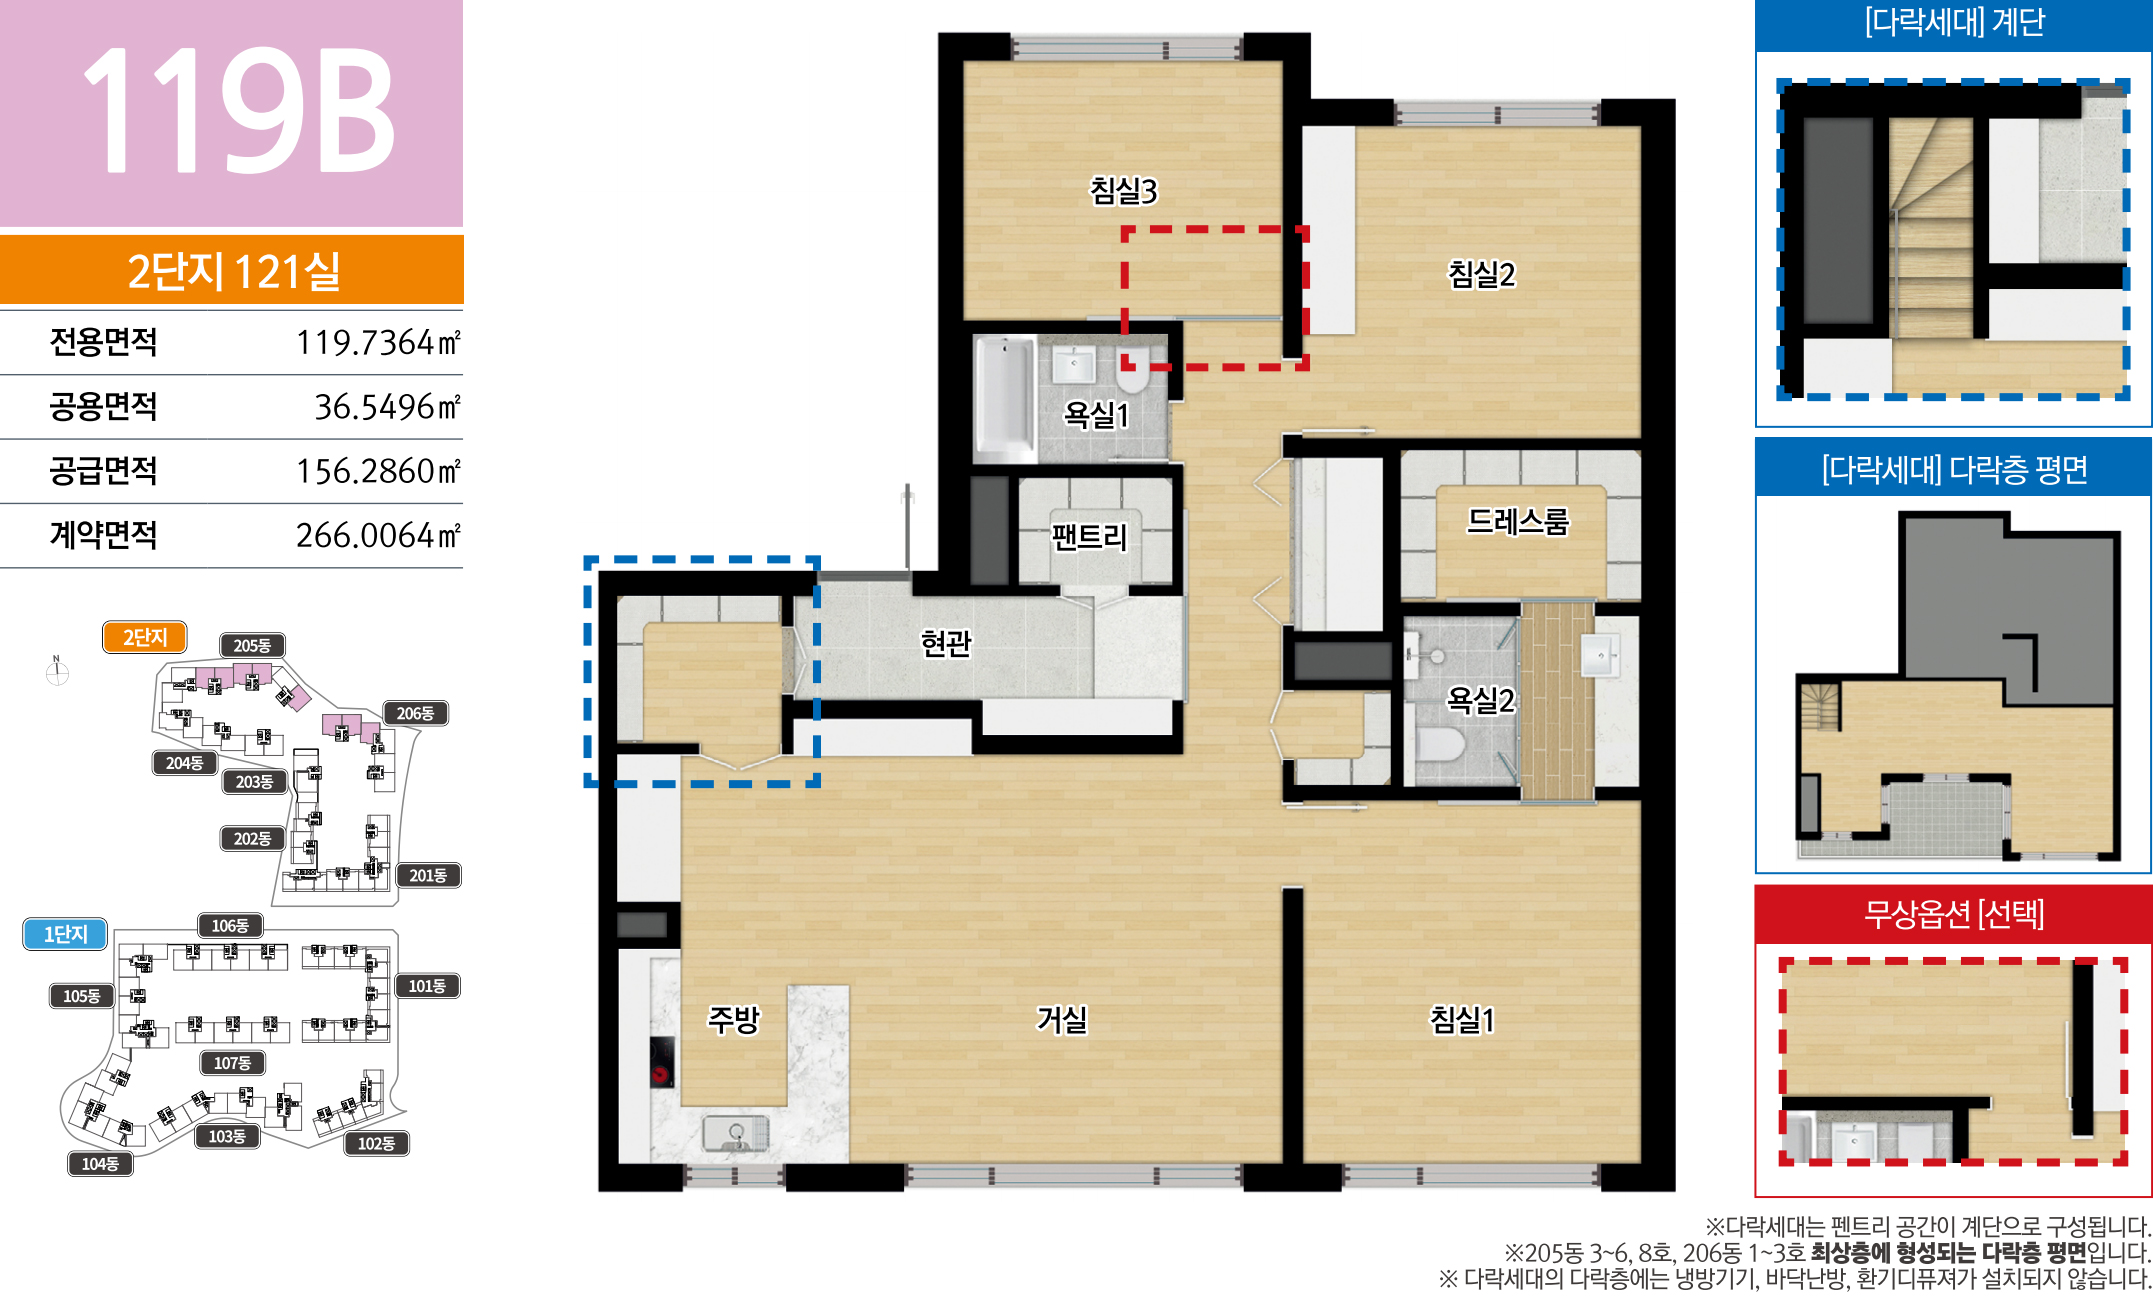 119B
2단지 121실
전용면적 119.7364㎡
공용면적 36.5496㎡
공급면적 156.2860㎡
계약면적 266.0064㎡
N
2단지
205동
206동
204동
203동
202동
201동
1단지
106동
105동
101동
107동
103동
102동
104동
침실3
침실2
욕실1
팬트리
드레스룸
현관
욕실2
주방
거실
침실1
[다락세대] 계단
[다락세대] 다락층 평면
무상옵션 [선택]
※다락세대는 펜트리 공간이 계단으로 구성됩니다.
※205동 3~6, 8호, 206동 1~3호 최상층에 형성되는 다락층 평면입니다.
※ 다락세대의 다락층에는 냉방기기, 바닥난방, 환기디퓨져가 설치되지 않습니다.